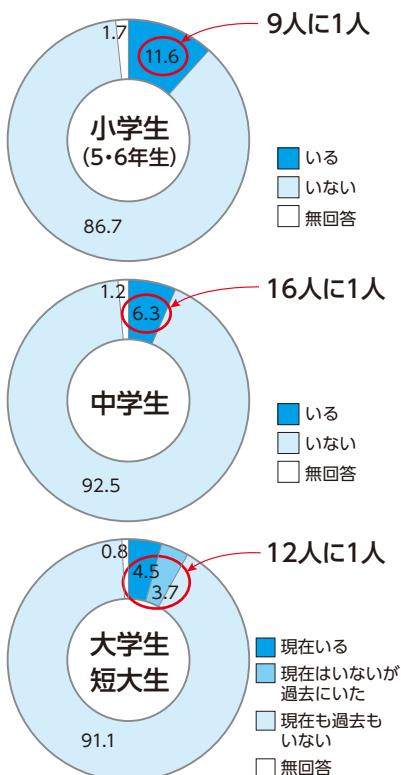 9人に1人
1.7
11.6
小学生
(5・6年生)
86.7
いる
いない
無回答
16人に1人
1.2
6.3
中学生
92.5
いる
いない
無回答
12人に1人
0.8
4.5
3.7
大学生
短大生
91.1
現在いる
現在はいないが
過去にいた
現在も過去も
いない
無回答